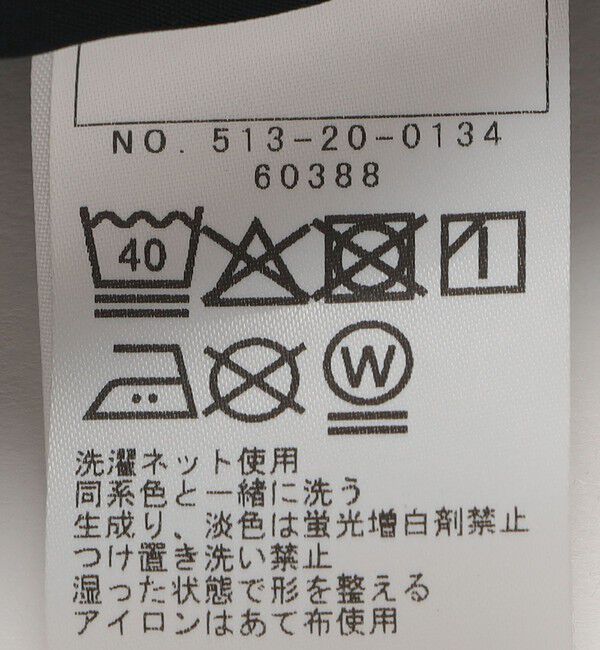 NO. 513-20-0134
60388
40
W
洗濯ネット使用
同系色と一緒に洗う
生成り、淡色は蛍光増白剤禁止
つけ置き洗い禁止
湿った状態で形を整える
アイロンはあて布使用